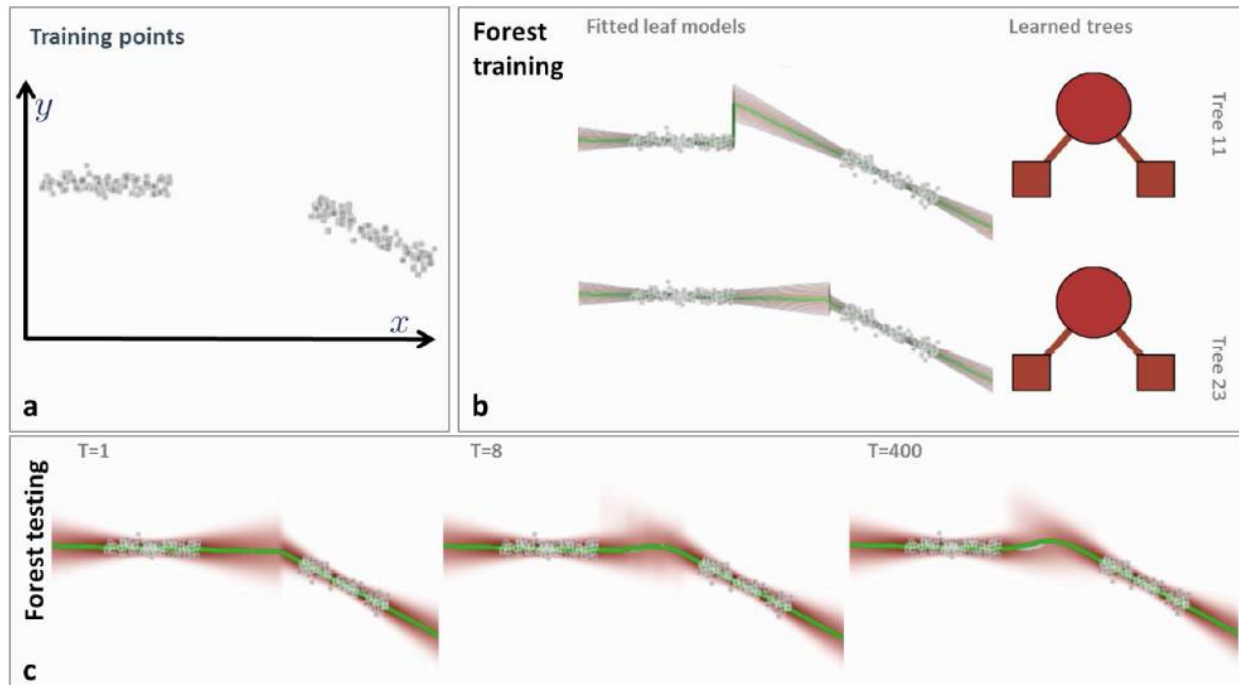 Training points
y
x
a
Forest
training
Fitted leaf models
Learned trees
Tree 11
Tree 23
b
Forest testing
T=1
T=8
T=400
c